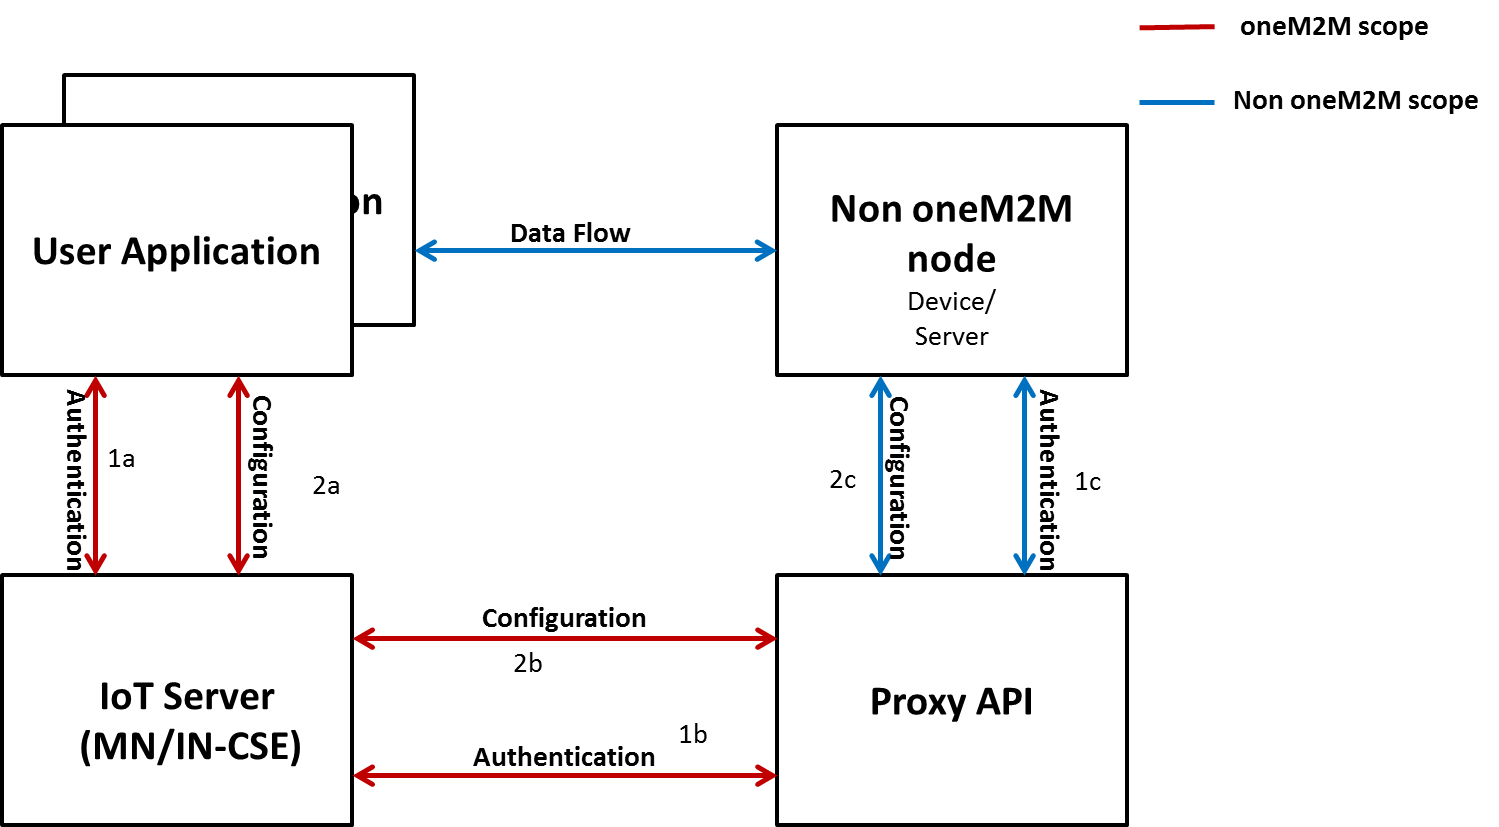 oneM2M scope
Non oneM2M scope
on
User Application
Data Flow
Non oneM2M
node
Device/
Server
Authentication
1a
Configuration
2a
2c
Configuration
Authentication
1c
Configuration
2b
IoT Server
(MN/IN-CSE)
Proxy API
1b
Authentication